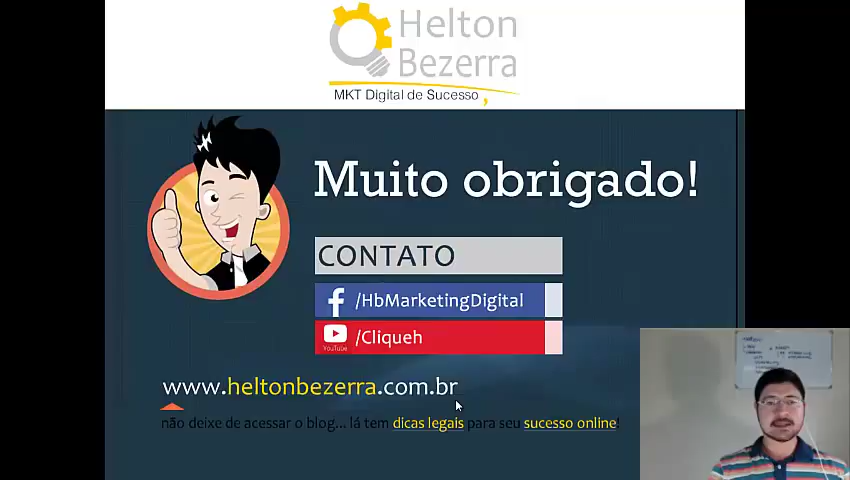 Helton
Bezerra
MKT Digital de Sucesso
Muito obrigado!
CONTATO
/HbMarketingDigital
YouTube
/Cliqueh
www.heltonbezerra.com.br
não deixe de acessar o blog... lá tem dicas legais para seu sucesso online!